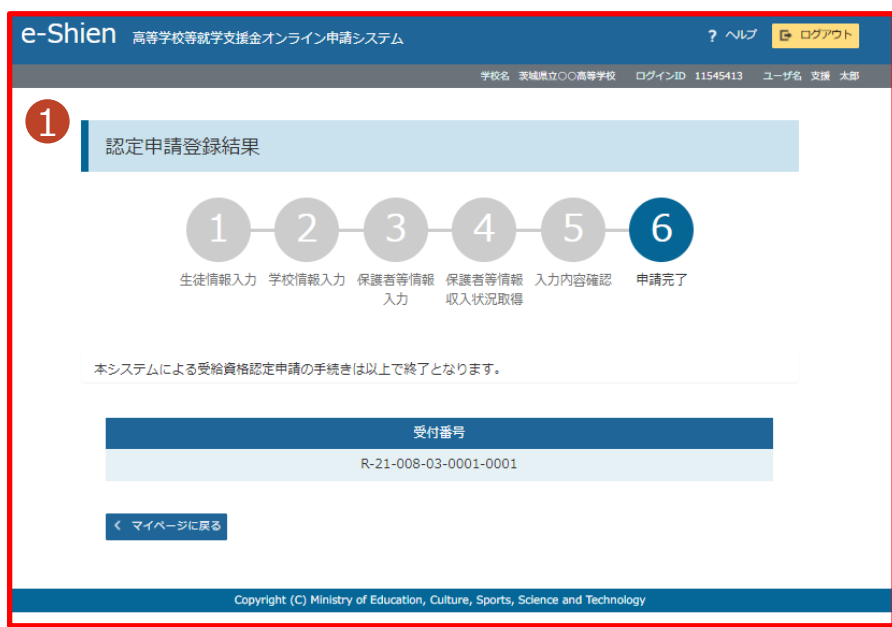 e-Shien 高等学校等就学支援金オンライン申請システム ? ヘルプ ログアウト
学校名 茨城県立○○高等学校 ログインID 11545413 ユーザ名 支援 太郎
1
認定申請登録結果
1 2 3 4 5 6
生徒情報入力 学校情報入力 保護者等情報 保護者等情報 入力内容確認 申請完了
入力 収入状況取得
本システムによる受給資格認定申請の手続きは以上で終了となります。
受付番号
R-21-008-03-0001-0001
マイページに戻る
Copyright (C) Ministry of Education, Culture, Sports, Science and Technology